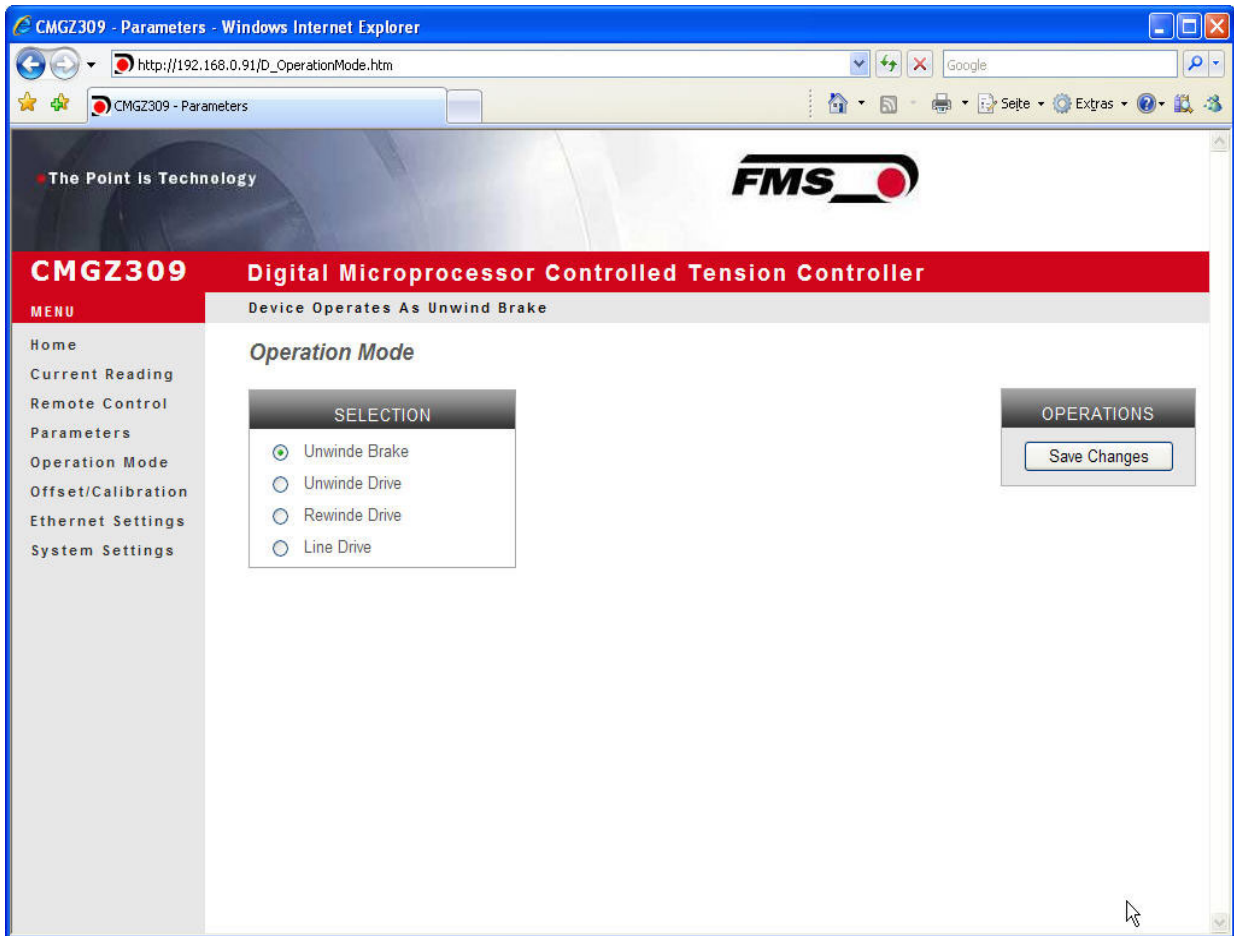 CMGZ309 - Parameters - Windows Internet Explorer
http://192.168.0.91/D_OperationMode.htm
Google
CMGZ309 - Parameters
Seite
Extras
The Point Is Technology
FMS
CMGZ309
Digital Microprocessor Controlled Tension Controller
MENU
Device Operates As Unwind Brake
Home
Current Reading
Remote Control
Parameters
Operation Mode
Offset/Calibration
Ethernet Settings
System Settings
Operation Mode
SELECTION
Unwinde Brake
Unwinde Drive
Rewinde Drive
Line Drive
OPERATIONS
Save Changes